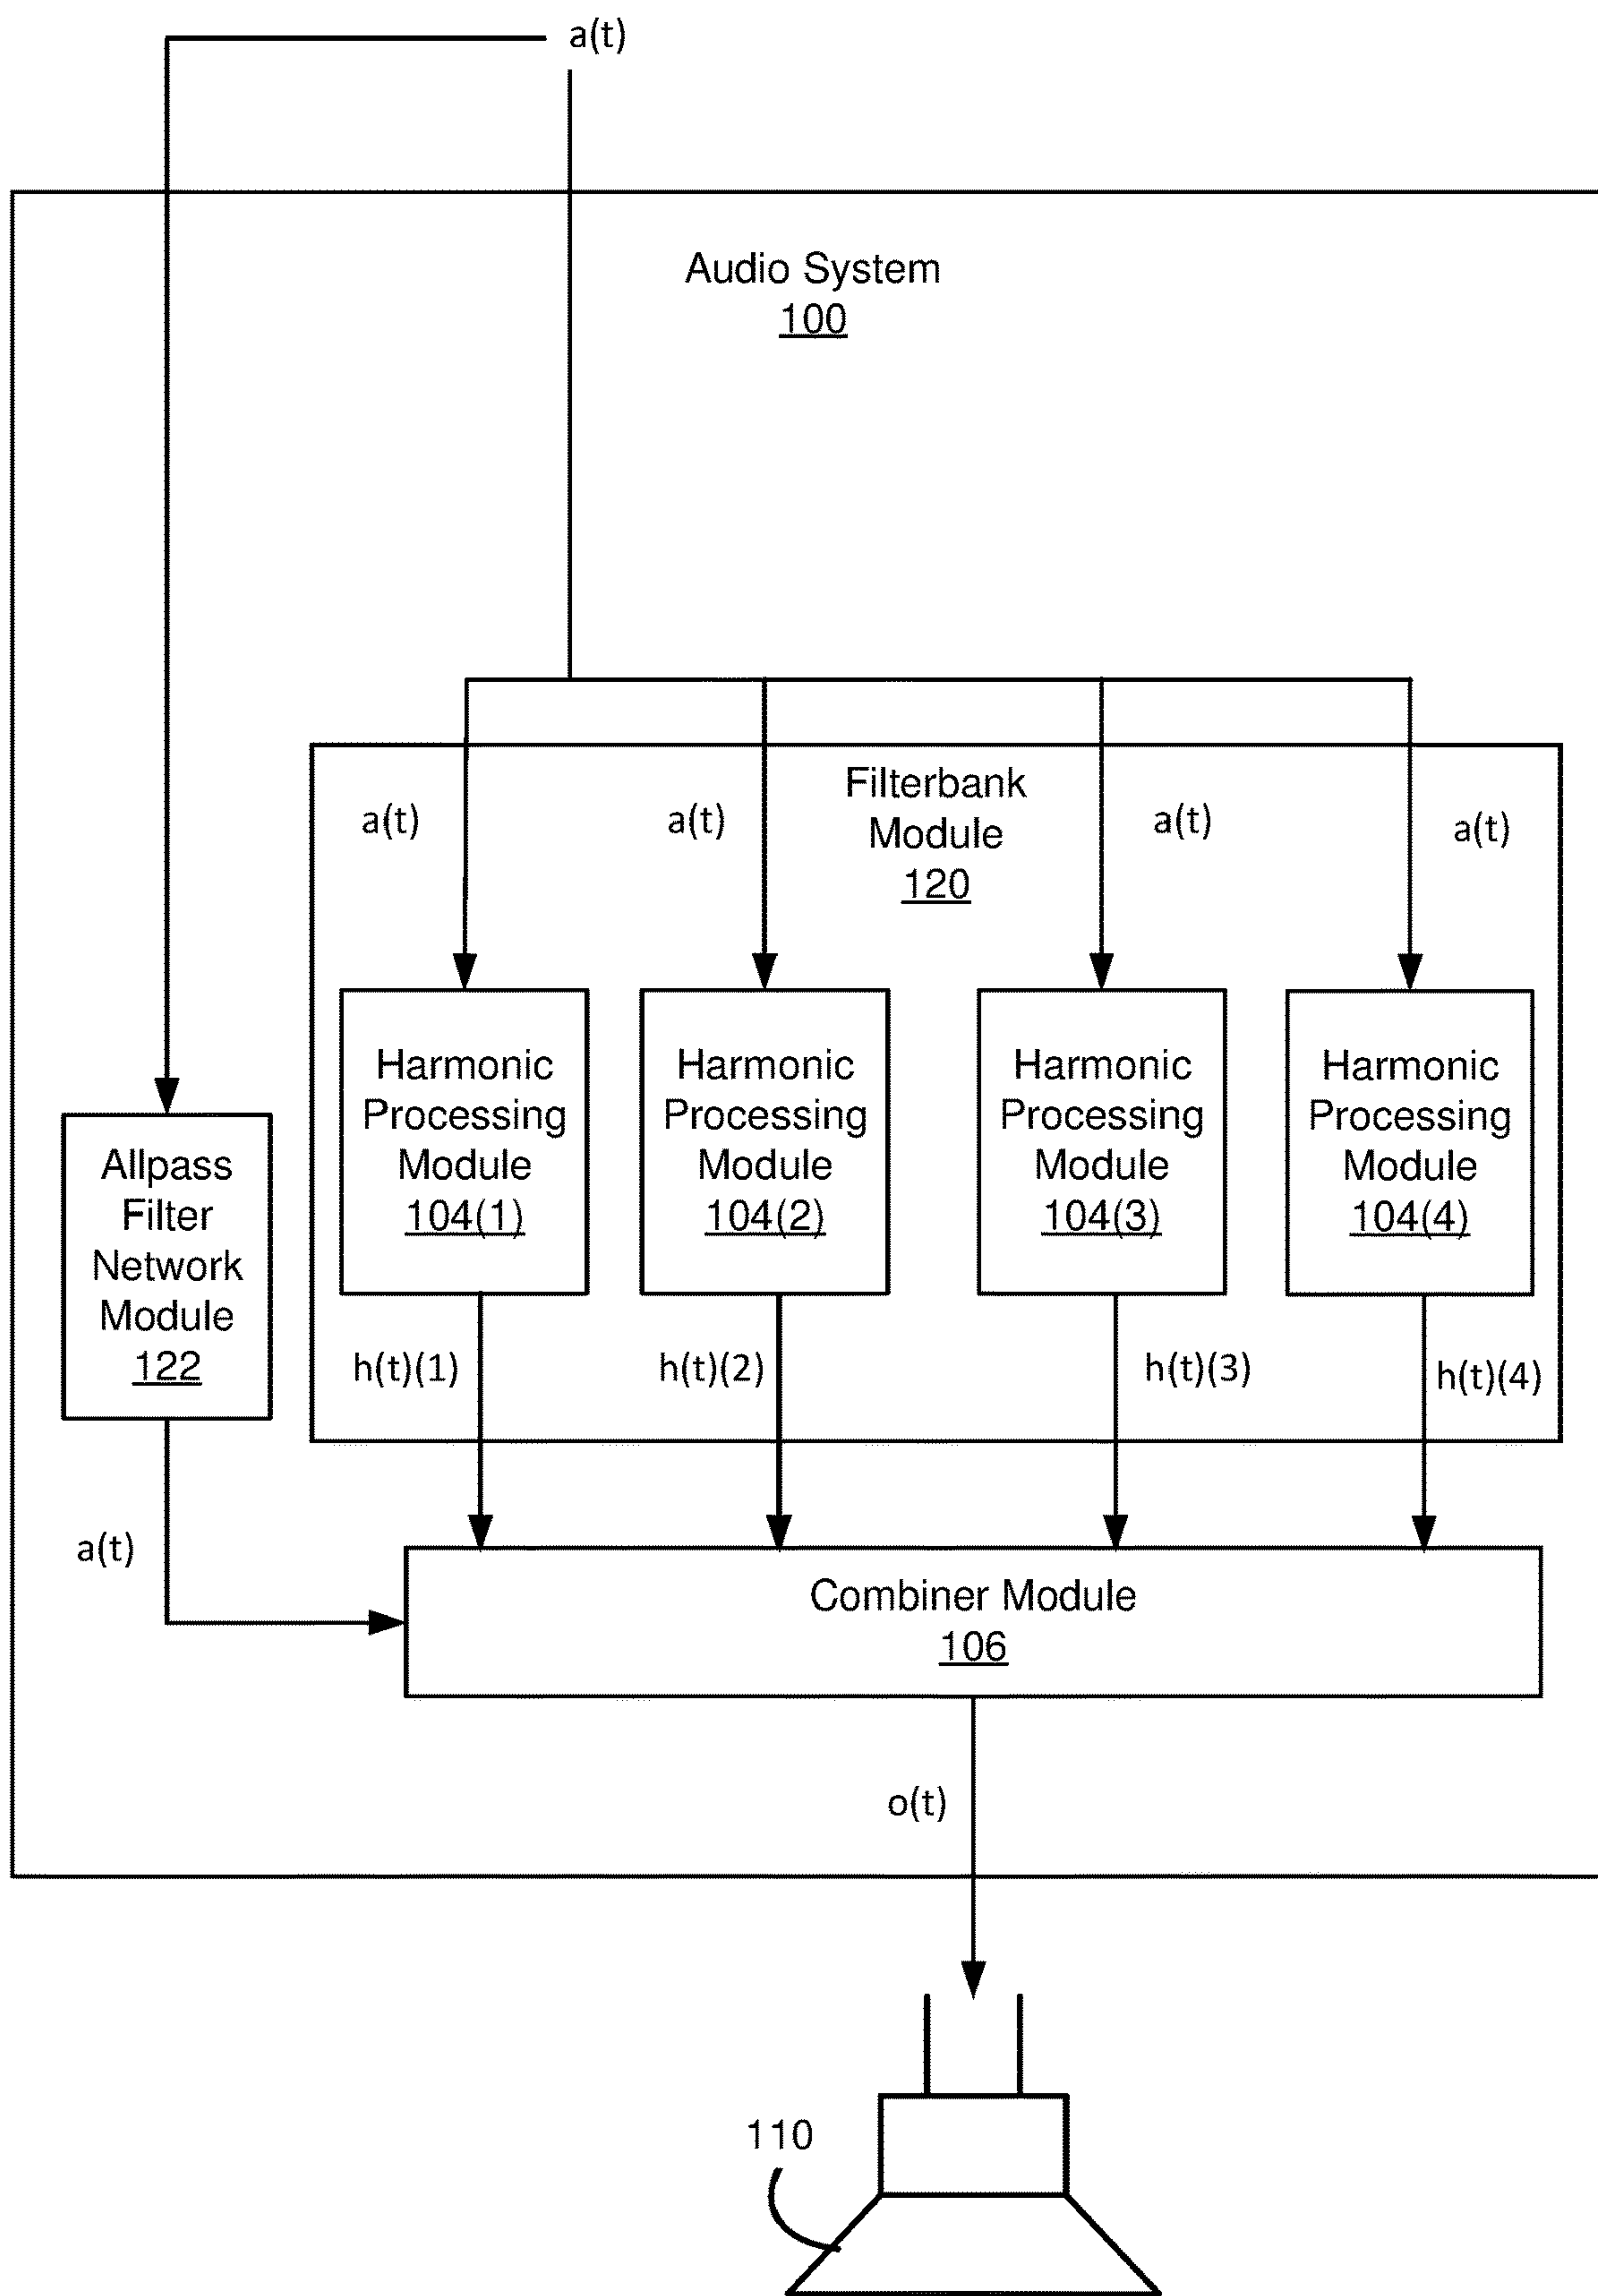 a(t)
Audio System
100
Filterbank
Module
120
a(t)
a(t)
a(t)
a(t)
Harmonic
Processing
Module
104(1)
Harmonic
Processing
Module
104(2)
Harmonic
Processing
Module
104(3)
Harmonic
Processing
Module
104(4)
Allpass
Filter
Network
Module
122
h(t)(1)
h(t)(2)
h(t)(3)
h(t)(4)
a(t)
Combiner Module
106
o(t)
110